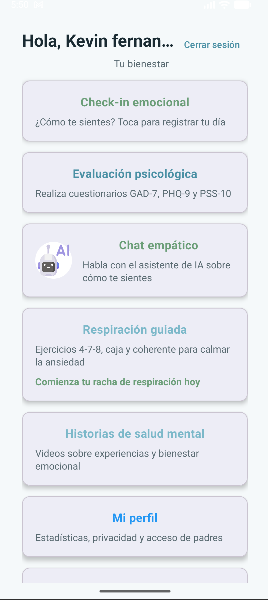 Hola, Kevin fernan...
Cerrar sesión
Tu bienestar
Check-in emocional
¿Cómo te sientes? Toca para registrar tu día
Evaluación psicológica
Realiza cuestionarios GAD-7, PHQ-9 y PSS-10
AI
Chat empático
Habla con el asistente de IA sobre
cómo te sientes
Respiración guiada
Ejercicios 4-7-8, caja y coherente para calmar
la ansiedad
Comienza tu racha de respiración hoy
Historias de salud mental
Videos sobre experiencias y bienestar
emocional
Mi perfil
Estadísticas, privacidad y acceso de padres